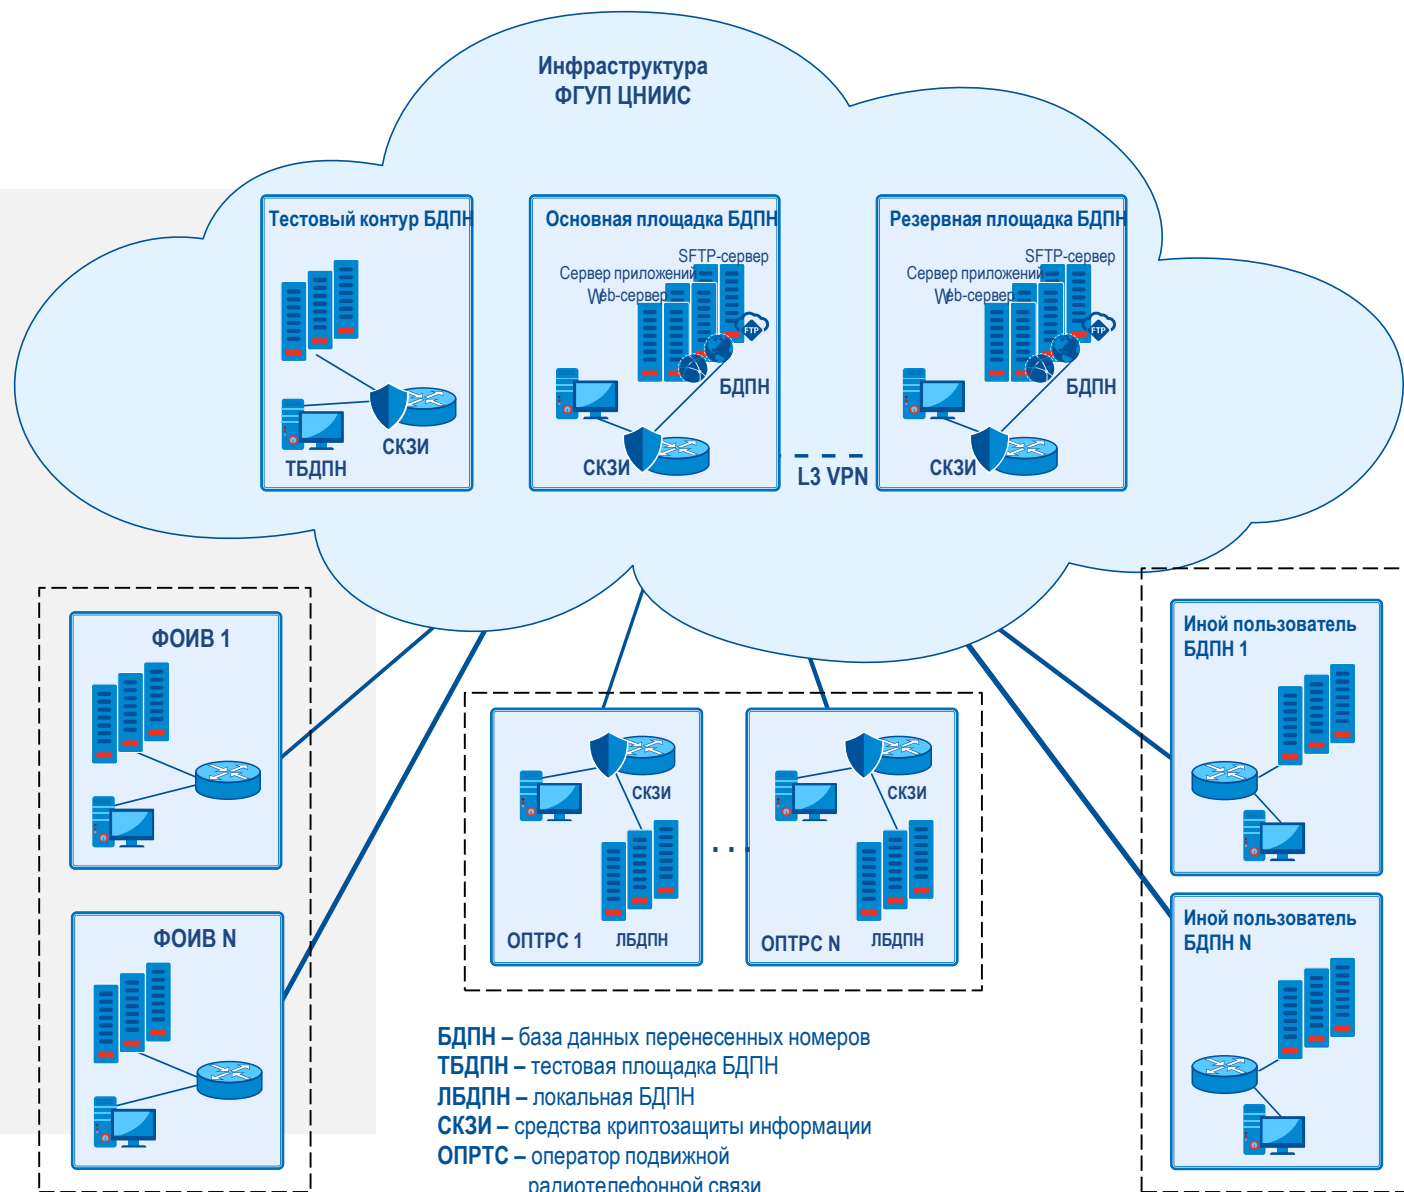 Инфраструктура
ФГУП ЦНИИС
Тестовый контур БДПН
ТБДПН
СКЗИ
Основная площадка БДПН
SFTP-сервер
Сервер приложений
Web-сервер
FTP
БДПН
СКЗИ
L3 VPN
Резервная площадка БДПН
SFTP-сервер
Сервер приложений
Web-сервер
FTP
БДПН
СКЗИ
ФОИВ 1
ФОИВ N
СКЗИ
ОПТРС 1
ЛБДПН
...
СКЗИ
ОПТРС N
ЛБДПН
Иной пользователь
БДПН 1
Иной пользователь
БДПН N
БДПН – база данных перенесенных номеров
ТБДПН – тестовая площадка БДПН
ЛБДПН – локальная БДПН
СКЗИ – средства криптозащиты информации
ОПРТС – оператор подвижной
радиотелефонной связи